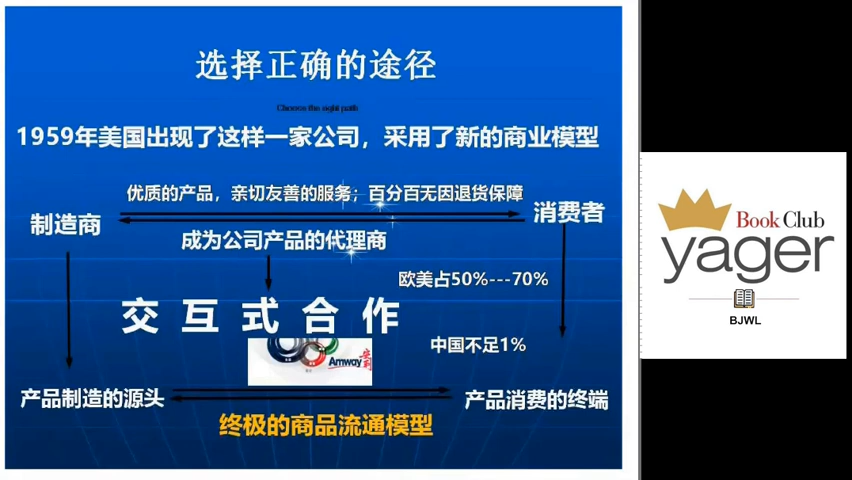 选择正确的途径
Choose the right path
1959年美国出现了这样一家公司，采用了新的商业模型
优质的产品，亲切友善的服务；百分百无因退货保障
制造商
消费者
成为公司产品的代理商
欧美占50%---70%
交互式合作
中国不足1%
Amway 安利
产品制造的源头
产品消费的终端
终极的商品流通模型
Book Club
yager
BJWL